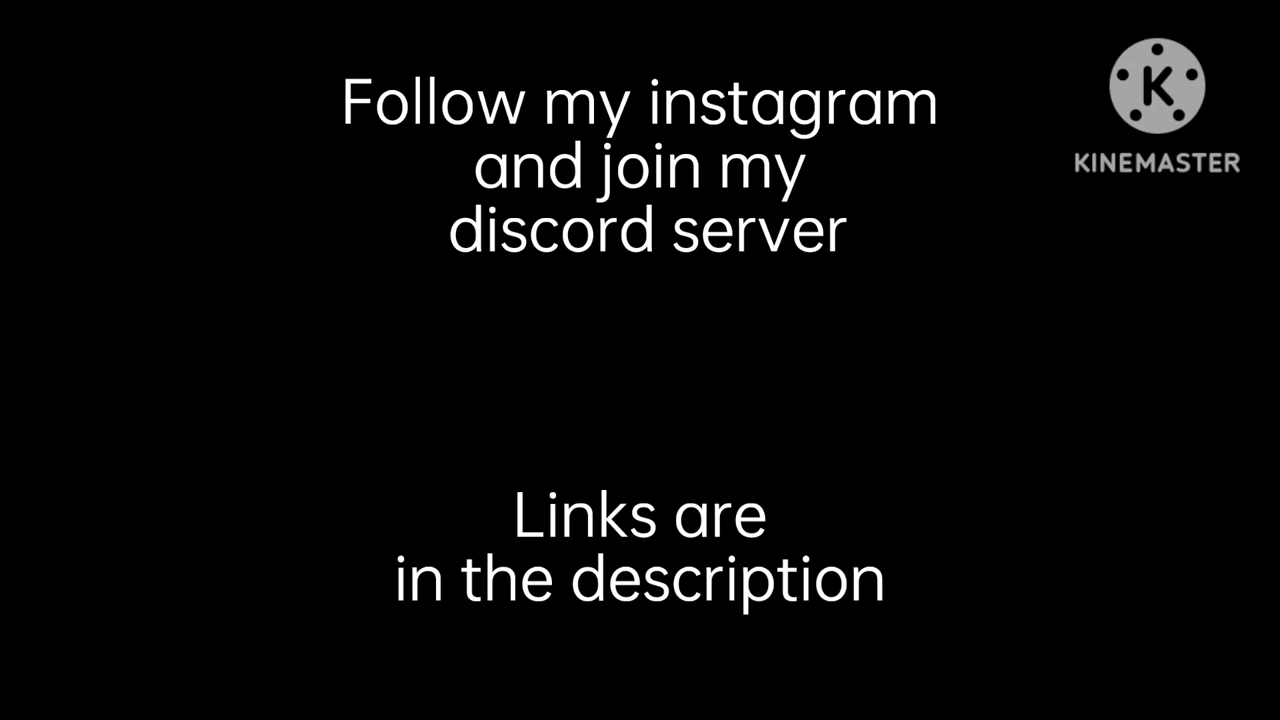 Follow my instagram
and join my
discord server
K
KINEMASTER
Links are
in the description